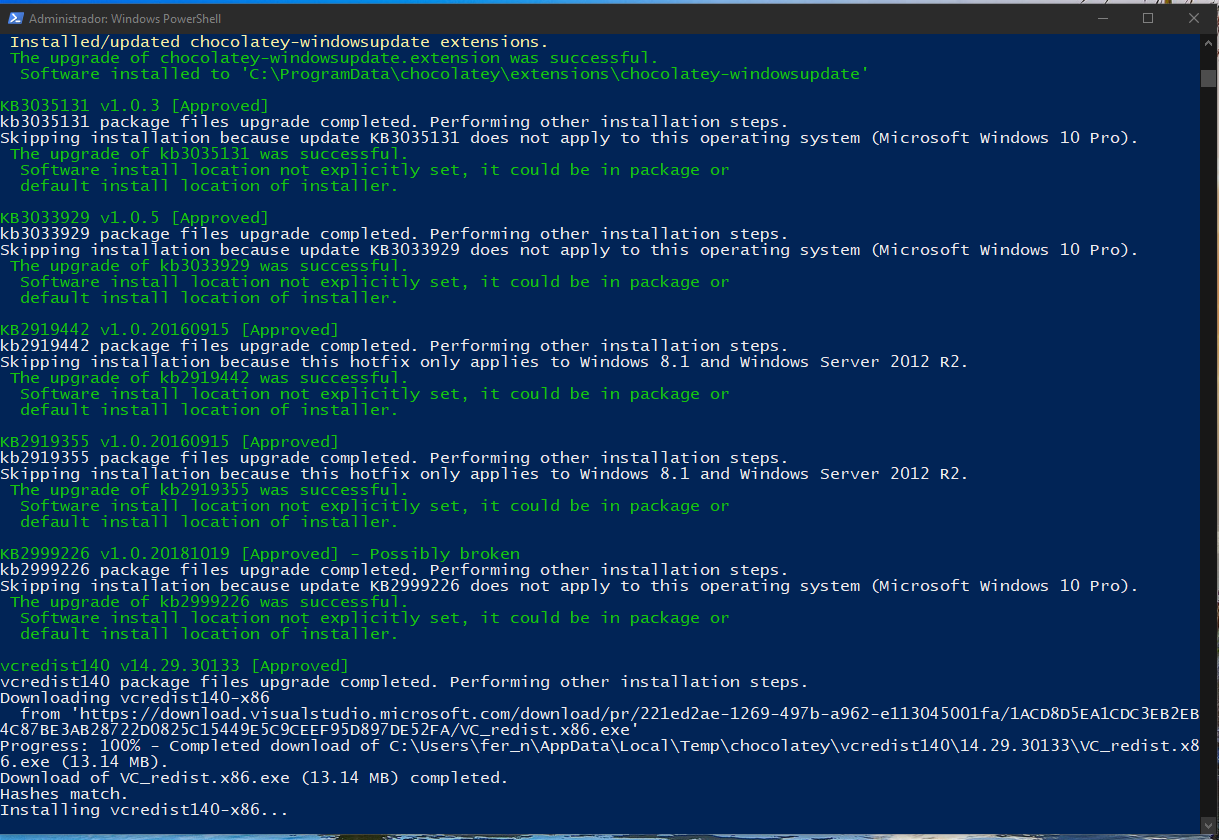 Administrador: Windows PowerShell
Installed/updated chocolatey-windowsupdate extensions.
The upgrade of chocolatey-windowsupdate.extension was successful.
Software installed to 'C:\ProgramData\chocolatey\extensions\chocolatey-windowsupdate'
KB3035131 v1.0.3 [Approved]
kb3035131 package files upgrade completed. Performing other installation steps.
Skipping installation because update KB3035131 does not apply to this operating system (Microsoft Windows 10 Pro).
The upgrade of kb3035131 was successful.
Software install location not explicitly set, it could be in package or
default install location of installer.
KB3033929 v1.0.5 [Approved]
kb3033929 package files upgrade completed. Performing other installation steps.
Skipping installation because update KB3033929 does not apply to this operating system (Microsoft Windows 10 Pro).
The upgrade of kb3033929 was successful.
Software install location not explicitly set, it could be in package or
default install location of installer.
KB2919442 v1.0.20160915 [Approved]
kb2919442 package files upgrade completed. Performing other installation steps.
Skipping installation because this hotfix only applies to Windows 8.1 and Windows Server 2012 R2.
The upgrade of kb2919442 was successful.
Software install location not explicitly set, it could be in package or
default install location of installer.
KB2919355 v1.0.20160915 [Approved]
kb2919355 package files upgrade completed. Performing other installation steps.
Skipping installation because this hotfix only applies to Windows 8.1 and Windows Server 2012 R2.
The upgrade of kb2919355 was successful.
Software install location not explicitly set, it could be in package or
default install location of installer.
KB2999226 v1.0.20181019 [Approved] - Possibly broken
kb2999226 package files upgrade completed. Performing other installation steps.
Skipping installation because update KB2999226 does not apply to this operating system (Microsoft Windows 10 Pro).
The upgrade of kb2999226 was successful.
Software install location not explicitly set, it could be in package or
default install location of installer.
vcredist140 v14.29.30133 [Approved]
vcredist140 package files upgrade completed. Performing other installation steps.
Downloading vcredist140-x86
from 'https://download.visualstudio.microsoft.com/download/pr/221ed2ae-1269-497b-a962-e113045001fa/1ACD8D5EA1CDC3EB2EB
4C87BE3AB28722D0825C15449E5C9CEEF95D897DE52FA/VC_redist.x86.exe'
Progress: 100% - Completed download of C:\Users\fer_n\AppData\Local\Temp\chocolatey\vcredist140\14.29.30133\VC_redist.x8
6.exe (13.14 MB).
Download of VC_redist.x86.exe (13.14 MB) completed.
Hashes match.
Installing vcredist140-x86...